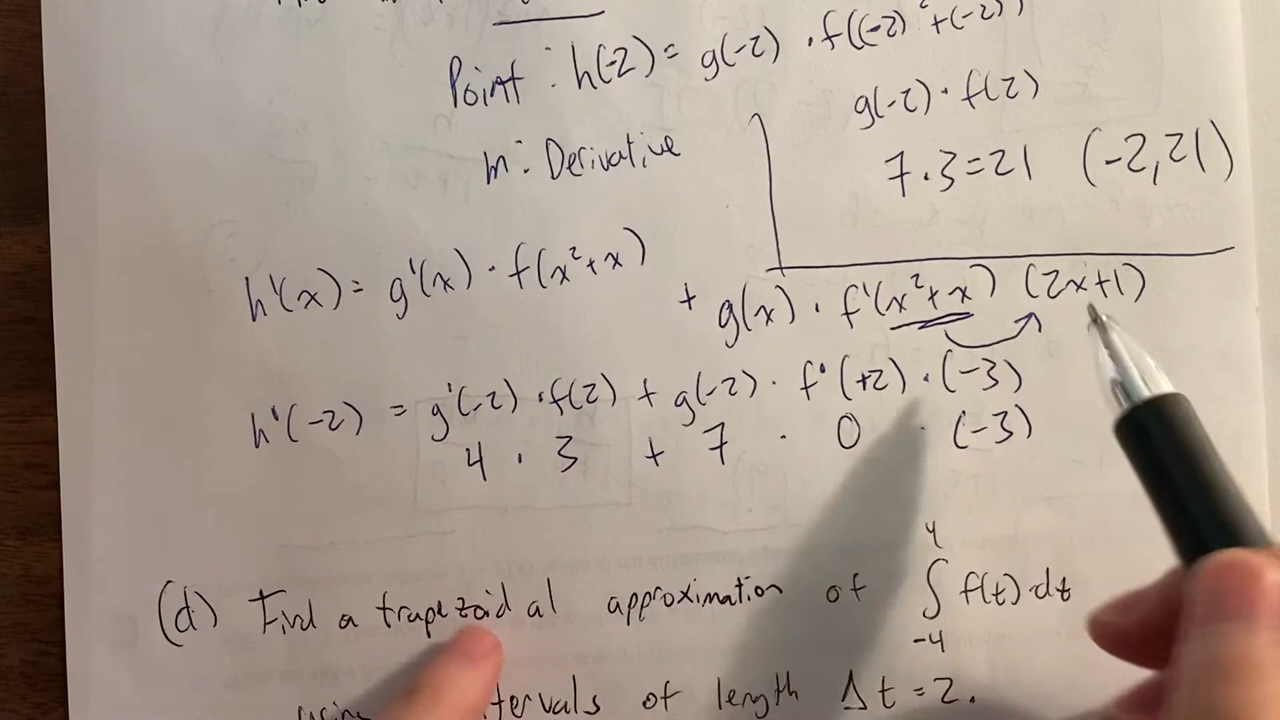 Point : h(-2) = g(-2) · f((-2)² + (-2))
g(-2) · f(2)
m: Derivative
7 · 3 = 21 (-2, 21)
h'(x) = g'(x) · f(x² + x)
+ g(x) · f'(x² + x) (2x+1)
h'(-2) = g'(-2) · f(2) + g(-2) · f'(+2) · (-3)
4 · 3 + 7 · 0 · (-3)
(d) Find a trapezoidal approximation of ∫₋₄⁴ f(t) dt
of length Δt = 2.